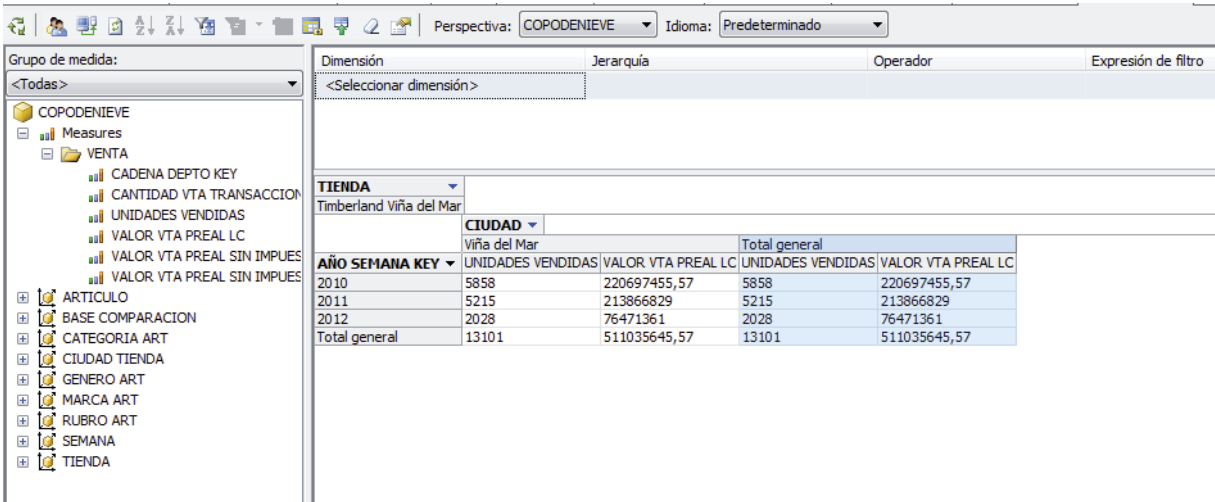 Perspectiva: COPODENIEVE Idioma: Predeterminado
Grupo de medida:
<Todas>
COPODENIEVE
Measures
VENTA
CADENA DEPTO KEY
CANTIDAD VTA TRANSACCION
UNIDADES VENDIDAS
VALOR VTA PREAL LC
VALOR VTA PREAL SIN IMPUES
VALOR VTA PREAL SIN IMPUES
ARTICULO
BASE COMPARACION
CATEGORIA ART
CIUDAD TIENDA
GENERO ART
MARCA ART
RUBRO ART
SEMANA
TIENDA
Dimensión Jerarquía Operador Expresión de filtro
<Seleccionar dimensión>
TIENDA
Timberland Viña del Mar
CIUDAD
Viña del Mar Total general
AÑO SEMANA KEY UNIDADES VENDIDAS VALOR VTA PREAL LC UNIDADES VENDIDAS VALOR VTA PREAL LC
2010 5858 220697455,57 5858 220697455,57
2011 5215 213866829 5215 213866829
2012 2028 76471361 2028 76471361
Total general 13101 511035645,57 13101 511035645,57